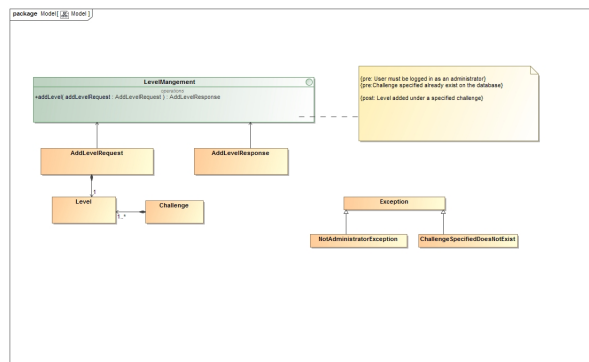 package Model[ Model ]
LevelMangement
operations
+addLevel( addLevelRequest : AddLevelRequest ) : AddLevelResponse
{pre: User must be logged in as an administrator}
{pre:Challenge specified already exist on the database}
{post: Level added under a specified challenge}
AddLevelRequest
AddLevelResponse
1
Level
Challenge
1..*
Exception
NotAdministratorException
ChallengeSpecifiedDoesNotExist